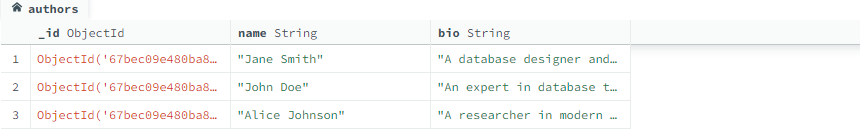 authors
_id ObjectId name String bio String
1 ObjectId('67bec09e480ba8… "Jane Smith" "A database designer and…
2 ObjectId('67bec09e480ba8… "John Doe" "An expert in database t…
3 ObjectId('67bec09e480ba8… "Alice Johnson" "A researcher in modern …